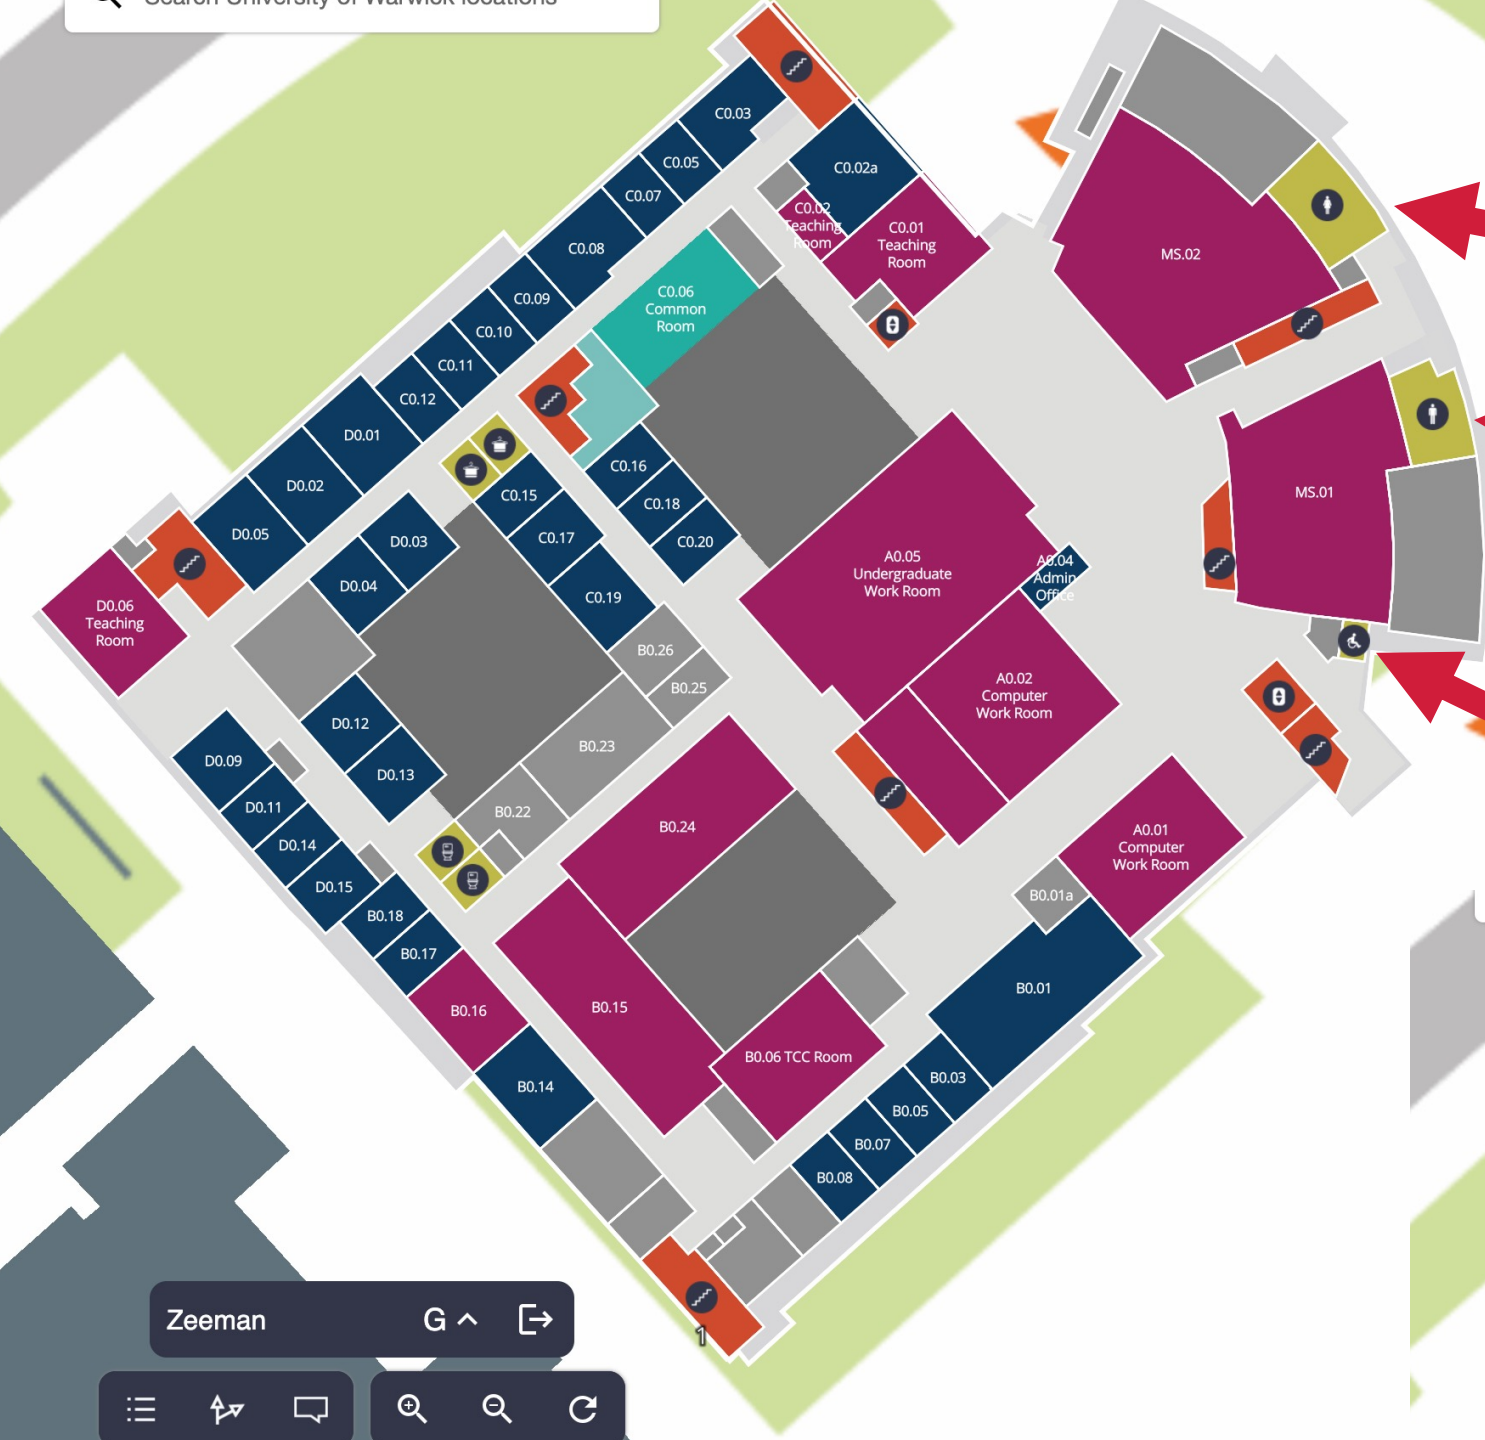 Search University of Warwick locations
C0.03
C0.05
C0.07
C0.08
C0.09
C0.10
C0.11
C0.12
D0.01
D0.02
D0.05
C0.02a
C0.02
Teaching
Room
C0.01
Teaching
Room
C0.06
Common
Room
MS.02
MS.01
C0.16
C0.18
C0.20
C0.15
C0.17
C0.19
D0.03
D0.04
D0.06
Teaching
Room
A0.05
Undergraduate
Work Room
A0.04
Admin
Office
A0.02
Computer
Work Room
B0.26
B0.25
B0.23
B0.22
D0.12
D0.13
D0.09
D0.11
D0.14
D0.15
B0.18
B0.17
B0.16
B0.24
B0.15
A0.01
Computer
Work Room
B0.01a
B0.01
B0.06 TCC Room
B0.03
B0.05
B0.07
B0.08
B0.14
1
Zeeman
G